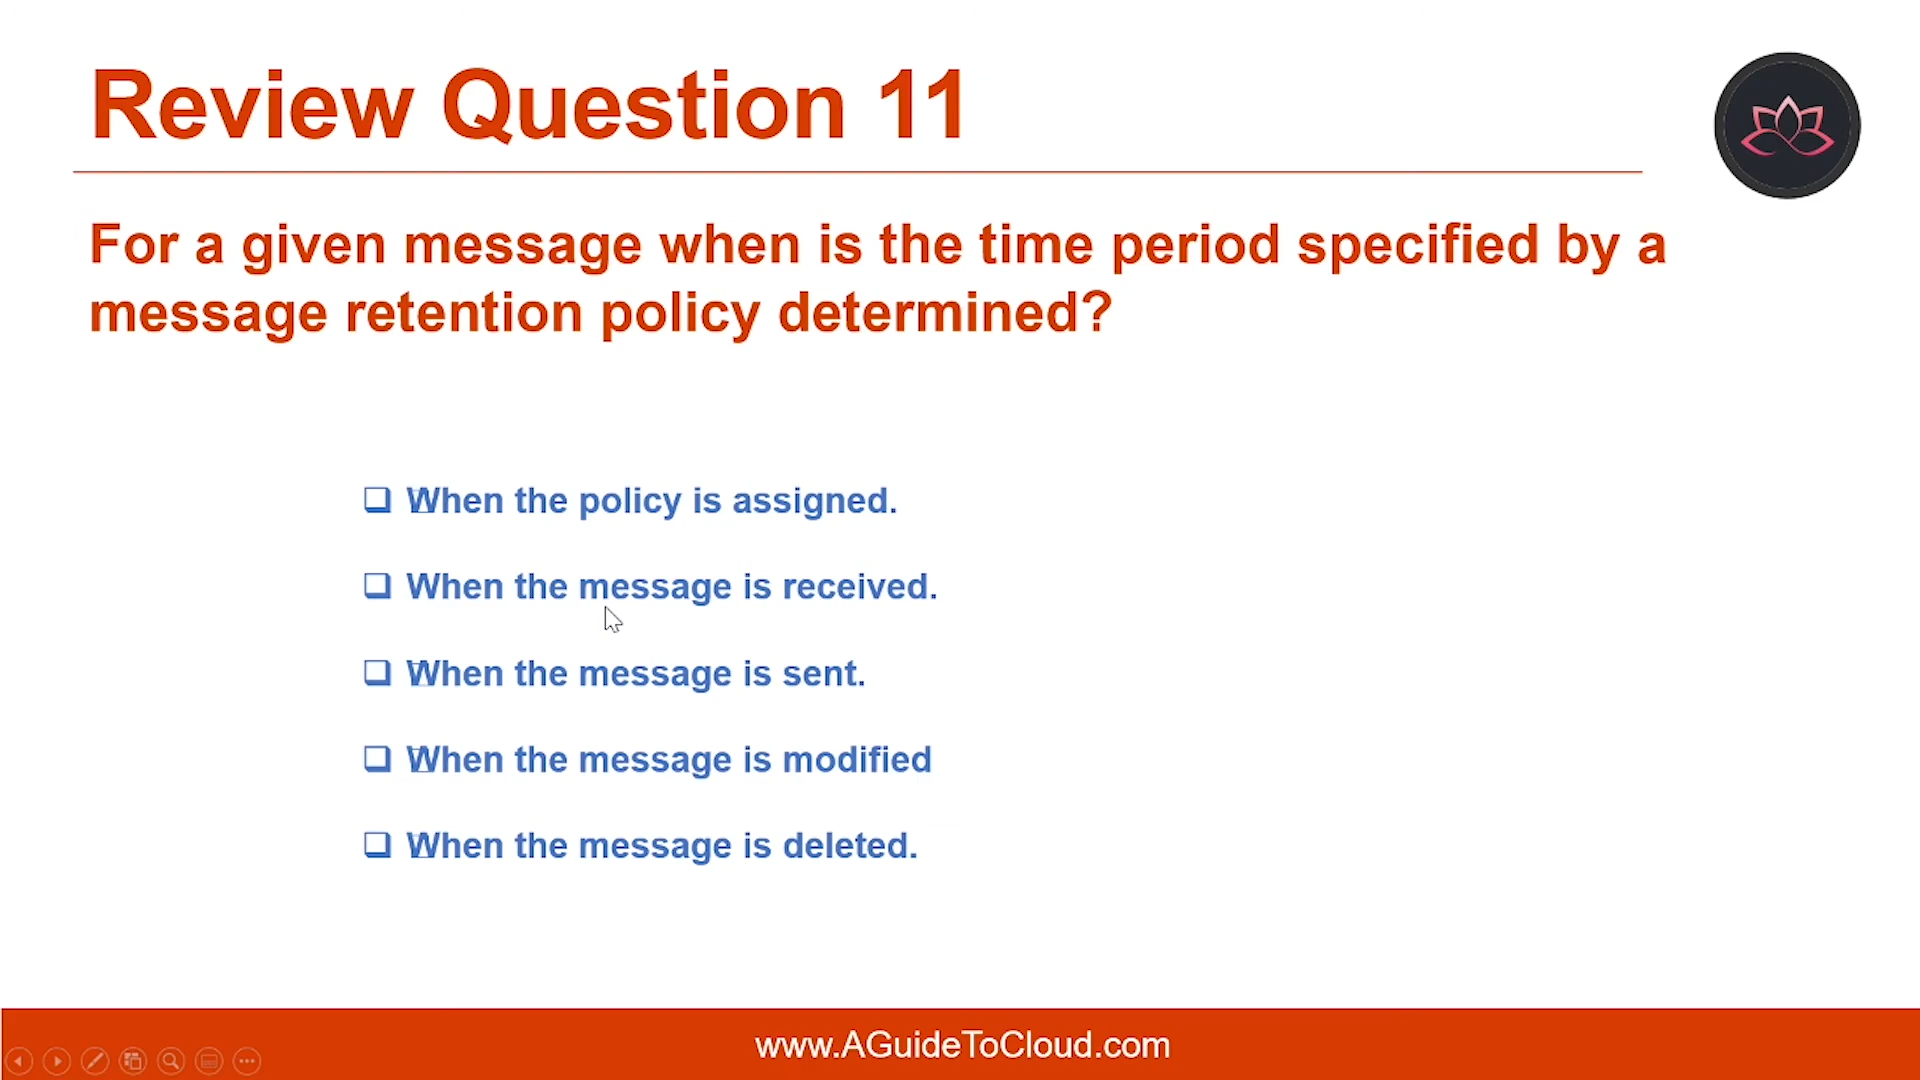 Review Question 11
For a given message when is the time period specified by a
message retention policy determined?
❑ When the policy is assigned.
❑ When the message is received.
❑ When the message is sent.
❑ When the message is modified
❑ When the message is deleted.
www.AGuideToCloud.com